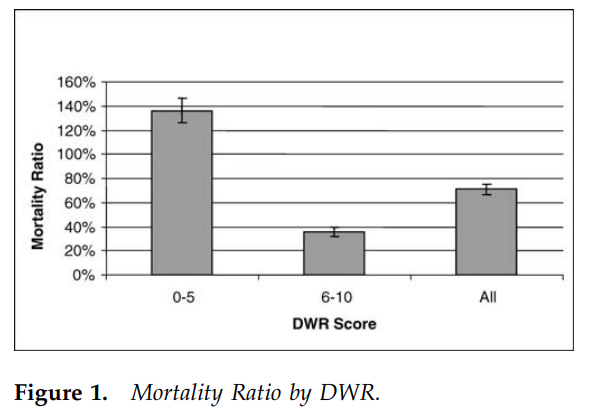 160%
140%
120%
100%
80%
60%
40%
20%
0%
Mortality Ratio
0-5 6-10 All
DWR Score
Figure 1. Mortality Ratio by DWR.